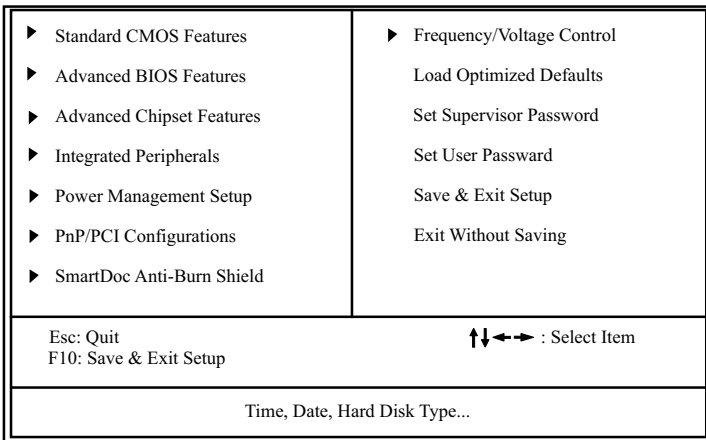 Standard CMOS Features
Advanced BIOS Features
Advanced Chipset Features
Integrated Peripherals
Power Management Setup
PnP/PCI Configurations
SmartDoc Anti-Burn Shield
Frequency/Voltage Control
Load Optimized Defaults
Set Supervisor Password
Set User Passward
Save & Exit Setup
Exit Without Saving
Esc: Quit
F10: Save & Exit Setup
: Select Item
Time, Date, Hard Disk Type...